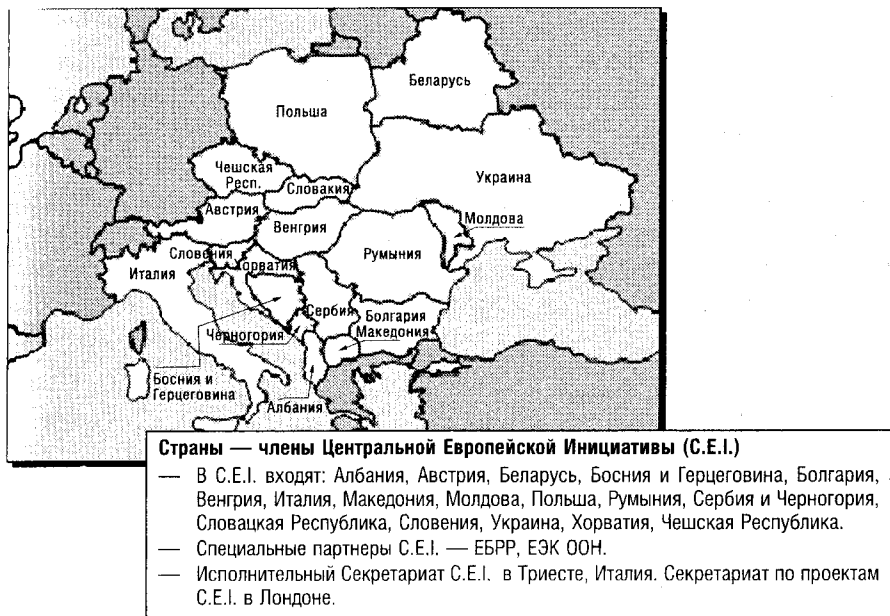 Беларусь
Польша
Украина
Чешская
Респ.
Словакия
Австрия
Молдова
Венгрия
Словения
Хорватия
Румыния
Италия
Сербия
Болгария
Черногория
Македония
Босния и
Герцеговина
Албания
Страны — члены Центральной Европейской Инициативы (C.E.I.)
— В C.E.I. входят: Албания, Австрия, Беларусь, Босния и Герцеговина, Болгария,
Венгрия, Италия, Македония, Молдова, Польша, Румыния, Сербия и Черногория,
Словацкая Республика, Словения, Украина, Хорватия, Чешская Республика.
— Специальные партнеры C.E.I. — ЕБРР, ЕЭК ООН.
— Исполнительный Секретариат C.E.I. в Триесте, Италия. Секретариат по проектам
C.E.I. в Лондоне.